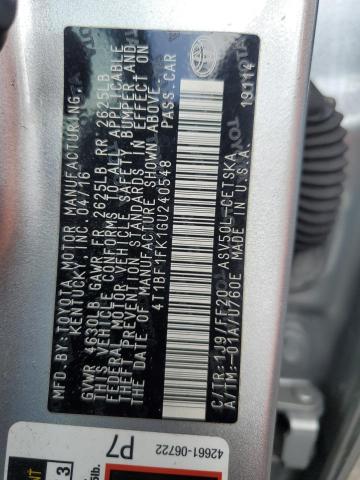 MFD. BY:TOYOTA MOTOR MANUFACTURING,
KENTUCKY, INC. 04/16
GVWR 4630LB GAWR FR 2625LB RR 2625LB
THIS VEHICLE CONFORMS TO ALL APPLICABLE
FEDERAL MOTOR VEHICLE SAFETY, BUMPER AND
THEFT PREVENTION STANDARDS IN EFFECT ON
THE DATE OF MANUFACTURE SHOWN ABOVE.
4T1BF1FK1GU240548 PASS.CAR
C/TR:1J9/FF20 ASV50L-CETSKA
A/TM:-01A/U760E MADE IN U.S.A.
19114
42661-06722
P7